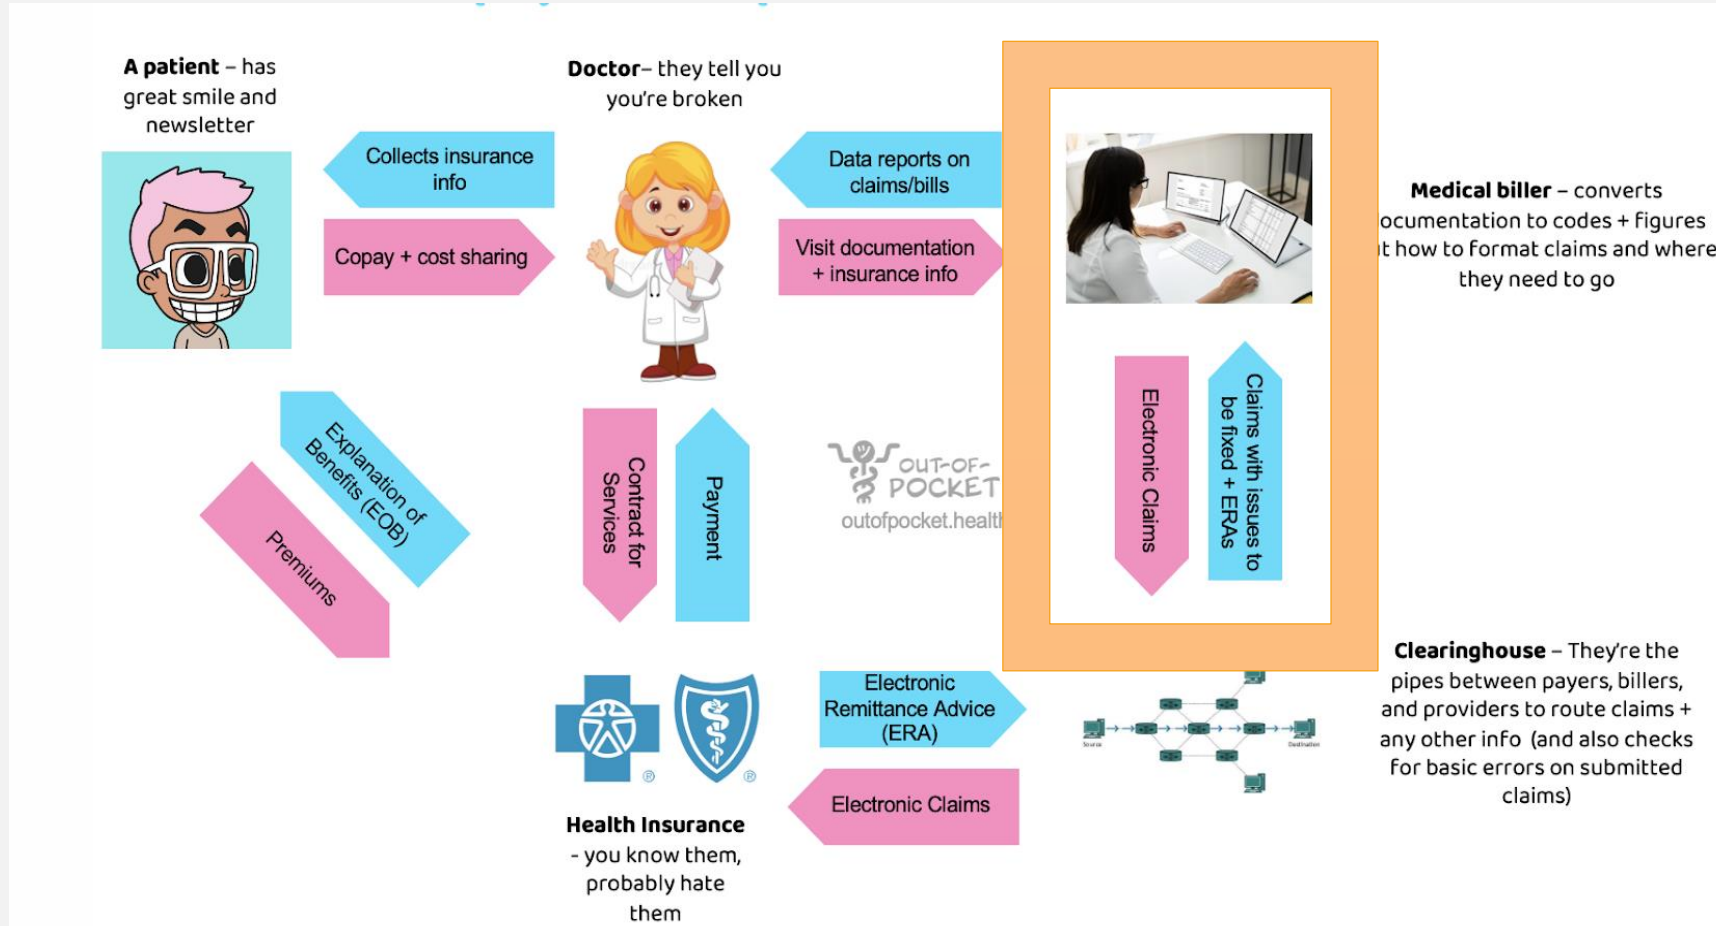 A patient – has
great smile and
newsletter
Doctor– they tell you
you're broken
Collects insurance
info
Copay + cost sharing
Data reports on
claims/bills
Visit documentation
+ insurance info
Medical biller – converts
ocumentation to codes + figures
t how to format claims and where
they need to go
Explanation of
Benefits (EOB)
Premiums
Contract for
Services
Payment
OUT-OF-
POCKET
outofpocket.healt
Electronic Claims
Claims with issues to
be fixed + ERAs
Electronic
Remittance Advice
(ERA)
Electronic Claims
Source
Destination
Clearinghouse – They're the
pipes between payers, billers,
and providers to route claims +
any other info (and also checks
for basic errors on submitted
claims)
Health Insurance
- you know them,
probably hate
them